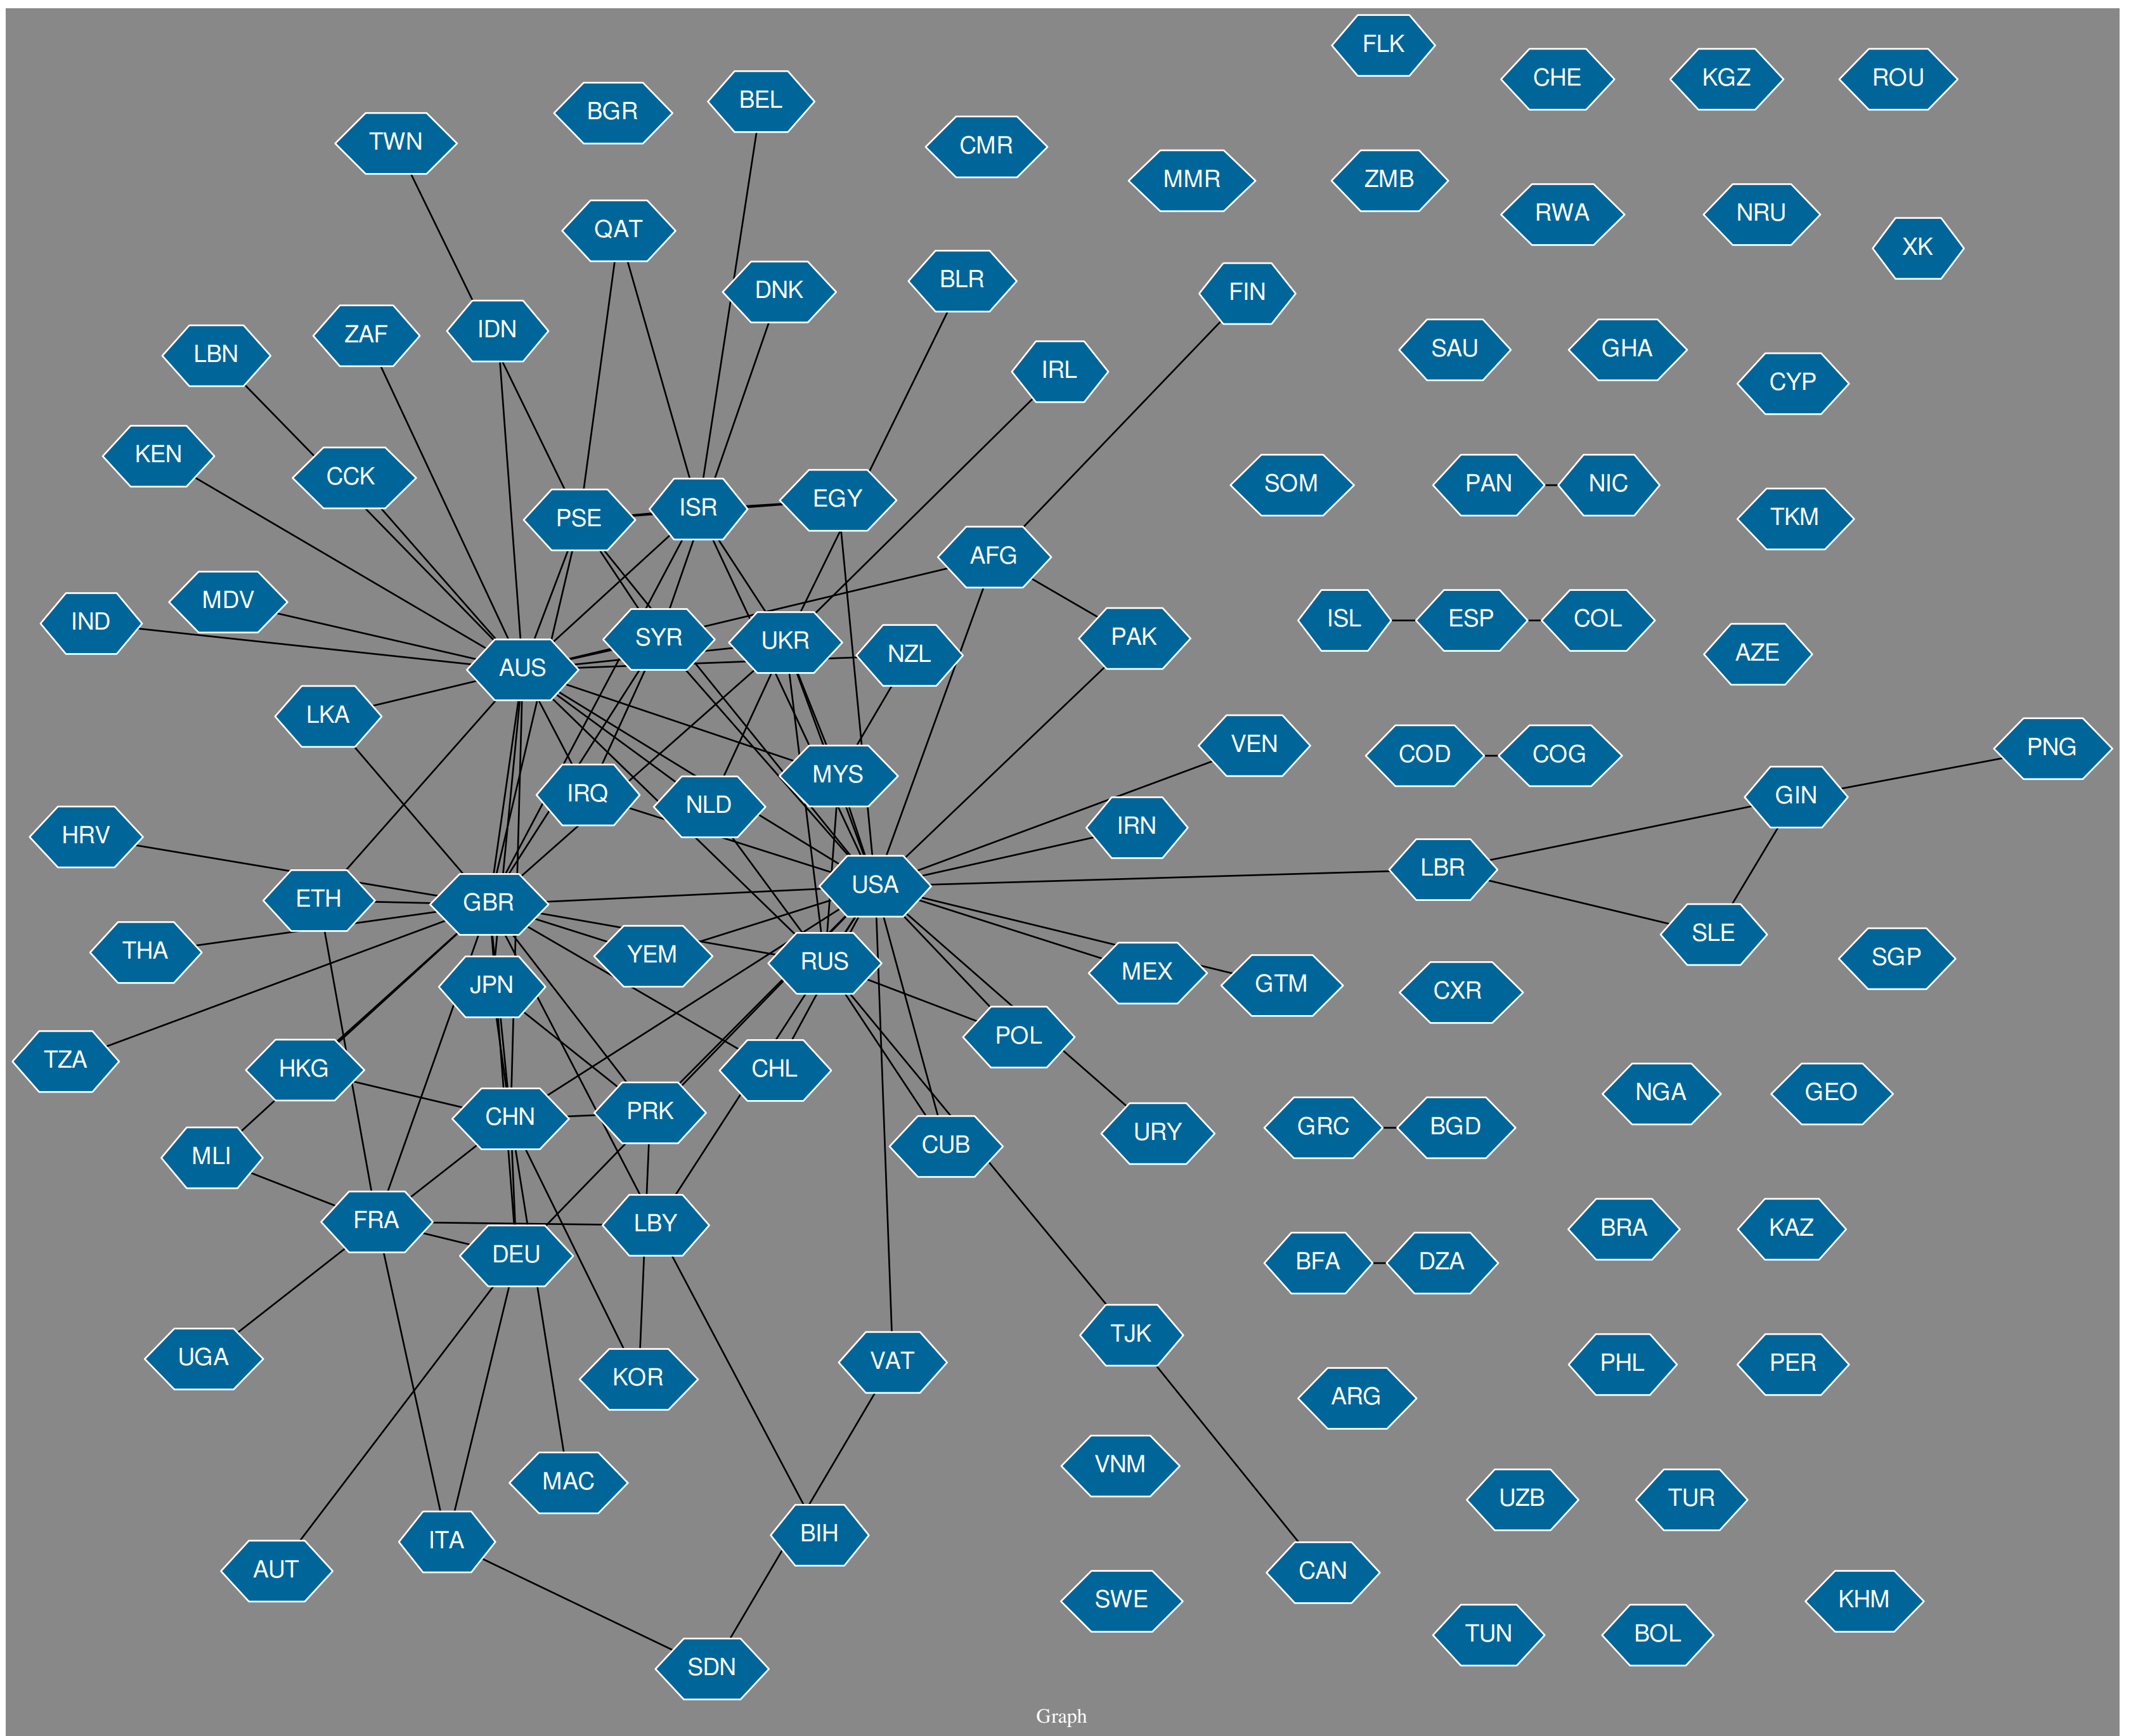 FLK
CHE
KGZ
ROU
BEL
BGR
TWN
CMR
MMR
ZMB
RWA
NRU
QAT
XK
BLR
DNK
FIN
IDN
ZAF
LBN
IRL
SAU
GHA
CYP
KEN
CCK
SOM
PAN
NIC
EGY
ISR
PSE
TKM
AFG
MDV
IND
ISL
ESP
COL
PAK
SYR
UKR
NZL
AZE
AUS
LKA
VEN
COD
COG
PNG
MYS
IRQ
NLD
GIN
IRN
HRV
LBR
USA
ETH
GBR
SLE
THA
YEM
RUS
SGP
MEX
GTM
JPN
CXR
POL
TZA
HKG
CHL
NGA
GEO
PRK
CHN
GRC
BGD
URY
CUB
MLI
FRA
LBY
BRA
KAZ
DEU
BFA
DZA
TJK
UGA
VAT
PHL
PER
KOR
ARG
VNM
MAC
UZB
TUR
BIH
ITA
AUT
CAN
SWE
KHM
TUN
BOL
SDN
Graph